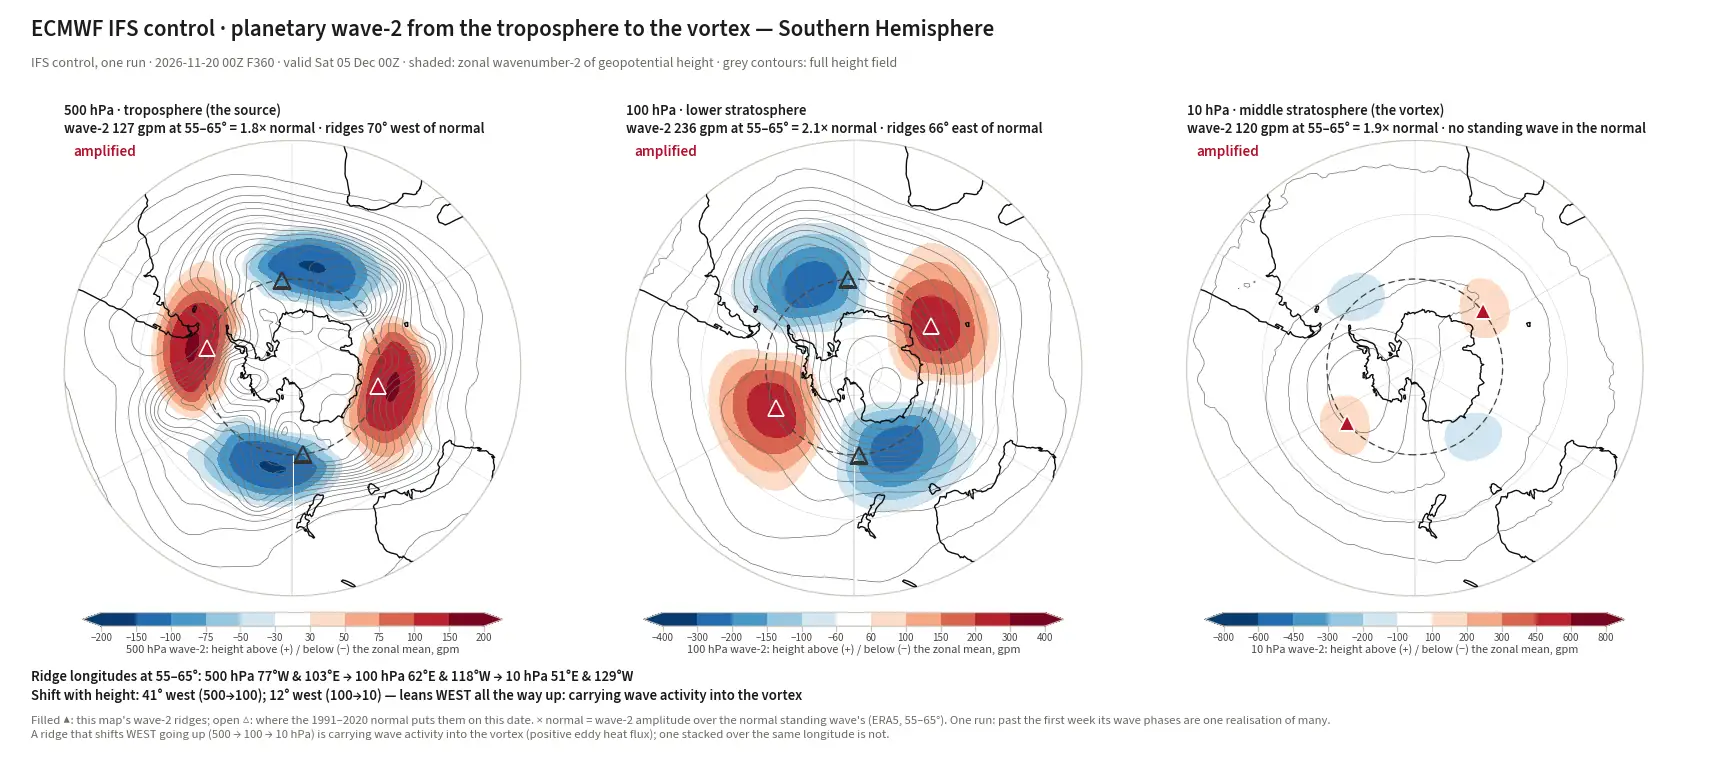 ECMWF IFS control · planetary wave-2 from the troposphere to the vortex — Southern Hemisphere
IFS control, one run · 2026-11-20 00Z F360 · valid Sat 05 Dec 00Z · shaded: zonal wavenumber-2 of geopotential height · grey contours: full height field
500 hPa · troposphere (the source)
wave-2 127 gpm at 55–65° = 1.8× normal · ridges 70° west of normal
amplified
100 hPa · lower stratosphere
wave-2 236 gpm at 55–65° = 2.1× normal · ridges 66° east of normal
amplified
10 hPa · middle stratosphere (the vortex)
wave-2 120 gpm at 55–65° = 1.9× normal · no standing wave in the normal
amplified
−200 −150 −100 −75 −50 −30 30 50 75 100 150 200
500 hPa wave-2: height above (+) / below (−) the zonal mean, gpm
−400 −300 −200 −150 −100 −60 60 100 150 200 300 400
100 hPa wave-2: height above (+) / below (−) the zonal mean, gpm
−800 −600 −450 −300 −200 −100 100 200 300 450 600 800
10 hPa wave-2: height above (+) / below (−) the zonal mean, gpm
Ridge longitudes at 55–65°: 500 hPa 77°W & 103°E → 100 hPa 62°E & 118°W → 10 hPa 51°E & 129°W
Shift with height: 41° west (500→100); 12° west (100→10) — leans WEST all the way up: carrying wave activity into the vortex
Filled ▲: this map's wave-2 ridges; open △: where the 1991–2020 normal puts them on this date. × normal = wave-2 amplitude over the normal standing wave's (ERA5, 55–65°). One run: past the first week its wave phases are one realisation of many.
A ridge that shifts WEST going up (500 → 100 → 10 hPa) is carrying wave activity into the vortex (positive eddy heat flux); one stacked over the same longitude is not.